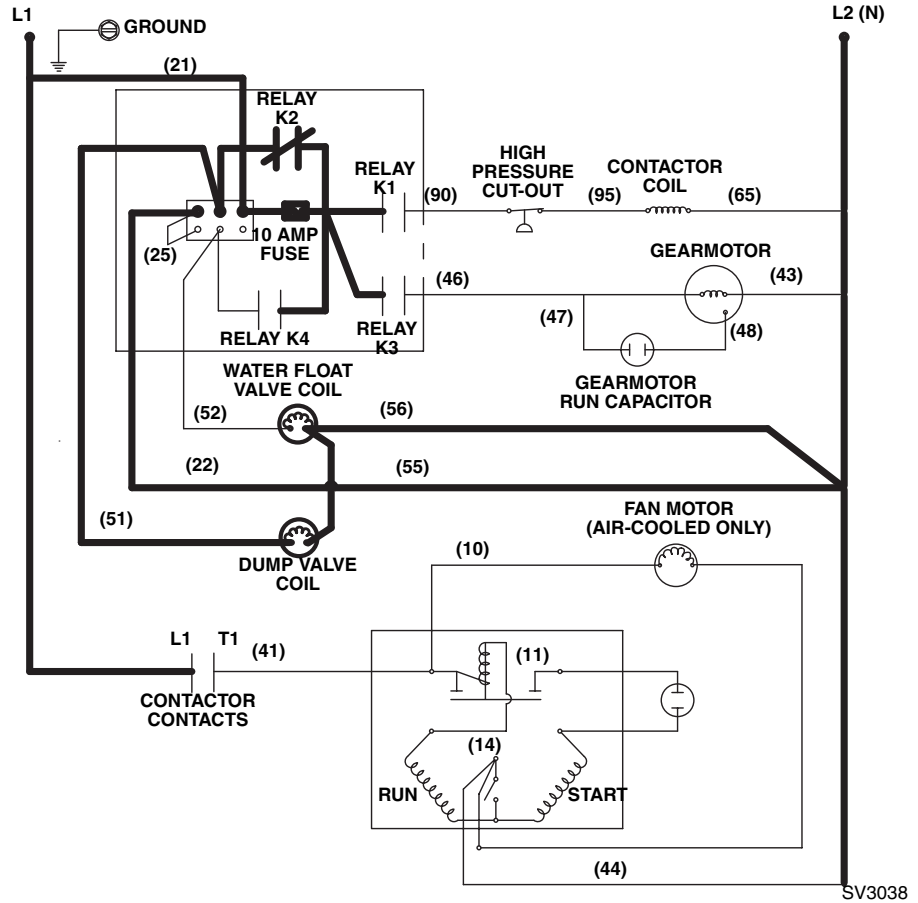 L1
GROUND
L2 (N)
(21)
RELAY
K2
RELAY
K1
(90)
HIGH
PRESSURE
CUT-OUT
(95)
CONTACTOR
COIL
(65)
(25)
10 AMP
FUSE
GEARMOTOR
(46)
(43)
(47)
(48)
RELAY K4
RELAY
K3
GEARMOTOR
RUN CAPACITOR
WATER FLOAT
VALVE COIL
(52)
(56)
(22)
(55)
(51)
DUMP VALVE
COIL
FAN MOTOR
(AIR-COOLED ONLY)
(10)
L1 T1
(41)
CONTACTOR
CONTACTS
(11)
(14)
RUN
START
(44)
SV3038